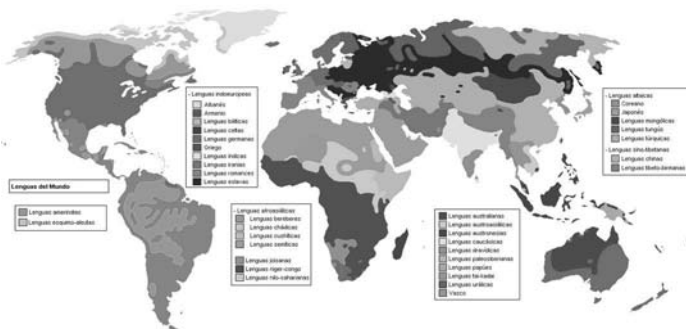 - Lenguas indoeuropeas
Albanés
Armenio
Lenguas bálticas
Lenguas celtas
Lenguas germanas
Griego
Lenguas índicas
Lenguas iranias
Lenguas romances
Lenguas eslavas
- Lenguas altaicas
Coreano
Japonés
Lenguas mongólicas
Lenguas tungús
Lenguas túrquicas
- Lenguas sino-tibetanas
Lenguas chinas
Lenguas tibeto-birmanas
Lenguas del Mundo
Lenguas amerindias
Lenguas esquimo-aleutas
- Lenguas afroasiáticas
Lenguas bereberes
Lenguas chádicas
Lenguas cushíticas
Lenguas semíticas
Lenguas joisanas
Lenguas níger-congo
Lenguas nilo-saharianas
Lenguas australianas
Lenguas austroasiáticas
Lenguas austronesias
Lenguas caucásicas
Lenguas dravídicas
Lenguas paleosiberianas
Lenguas papúes
Lenguas tai-kadai
Lenguas urálicas
Vasco